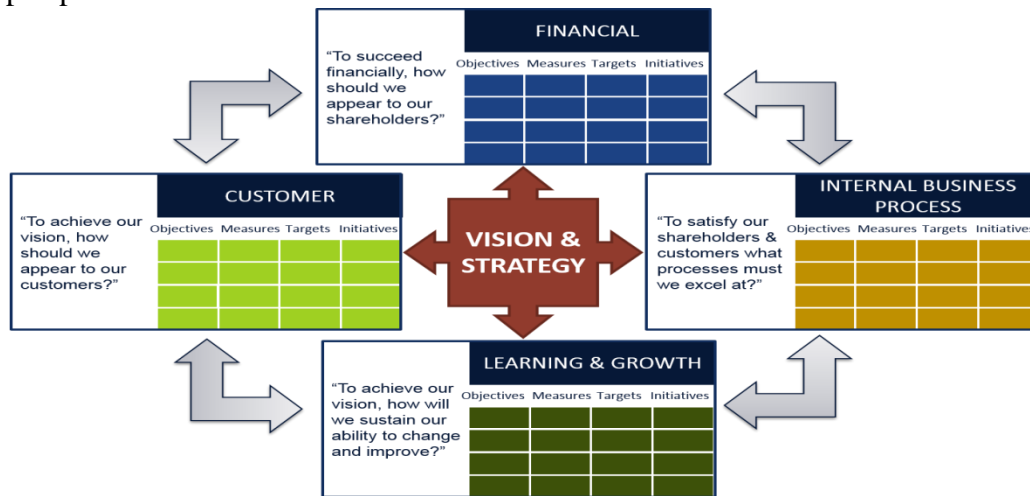 FINANCIAL
“To succeed
financially, how
should we
appear to our
shareholders?”
Objectives Measures Targets Initiatives
CUSTOMER
“To achieve our
vision, how
should we
appear to our
customers?”
Objectives Measures Targets Initiatives
VISION &
STRATEGY
INTERNAL BUSINESS
PROCESS
“To satisfy our
shareholders &
customers what
processes must
we excel at?”
Objectives Measures Targets Initiatives
LEARNING & GROWTH
“To achieve our
vision, how will
we sustain our
ability to change
and improve?”
Objectives Measures Targets Initiatives